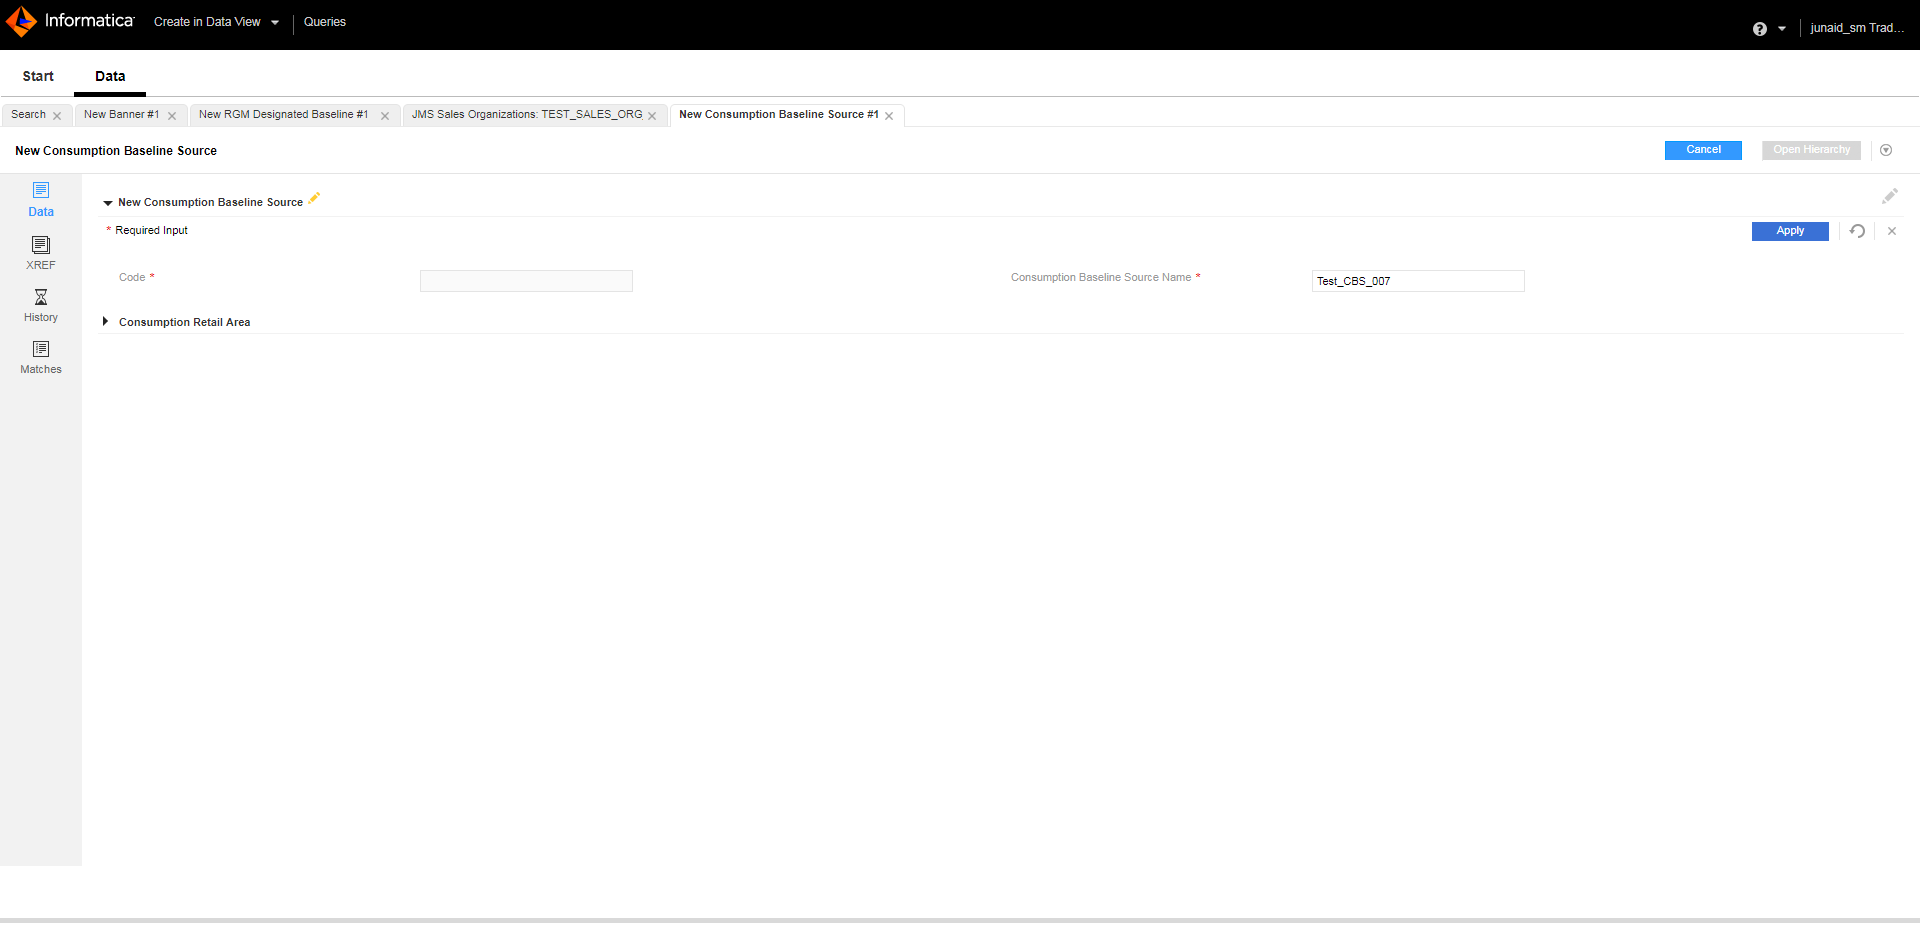 Informatica Create in Data View Queries junaid_sm Trad...
Start Data
Search New Banner #1 New RGM Designated Baseline #1 JMS Sales Organizations: TEST_SALES_ORG New Consumption Baseline Source #1
New Consumption Baseline Source Cancel Open Hierarchy
Data
New Consumption Baseline Source
* Required Input Apply
XREF
Code * Consumption Baseline Source Name * Test_CBS_007
History
Consumption Retail Area
Matches